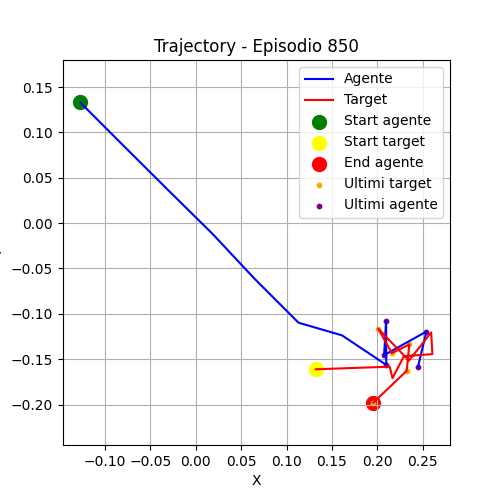 Trajectory - Episodio 850
Agente
Target
Start agente
Start target
End agente
Ultimi target
Ultimi agente
0.15
0.10
0.05
0.00
−0.05
−0.10
−0.15
−0.20
−0.10 −0.05 0.00 0.05 0.10 0.15 0.20 0.25
X